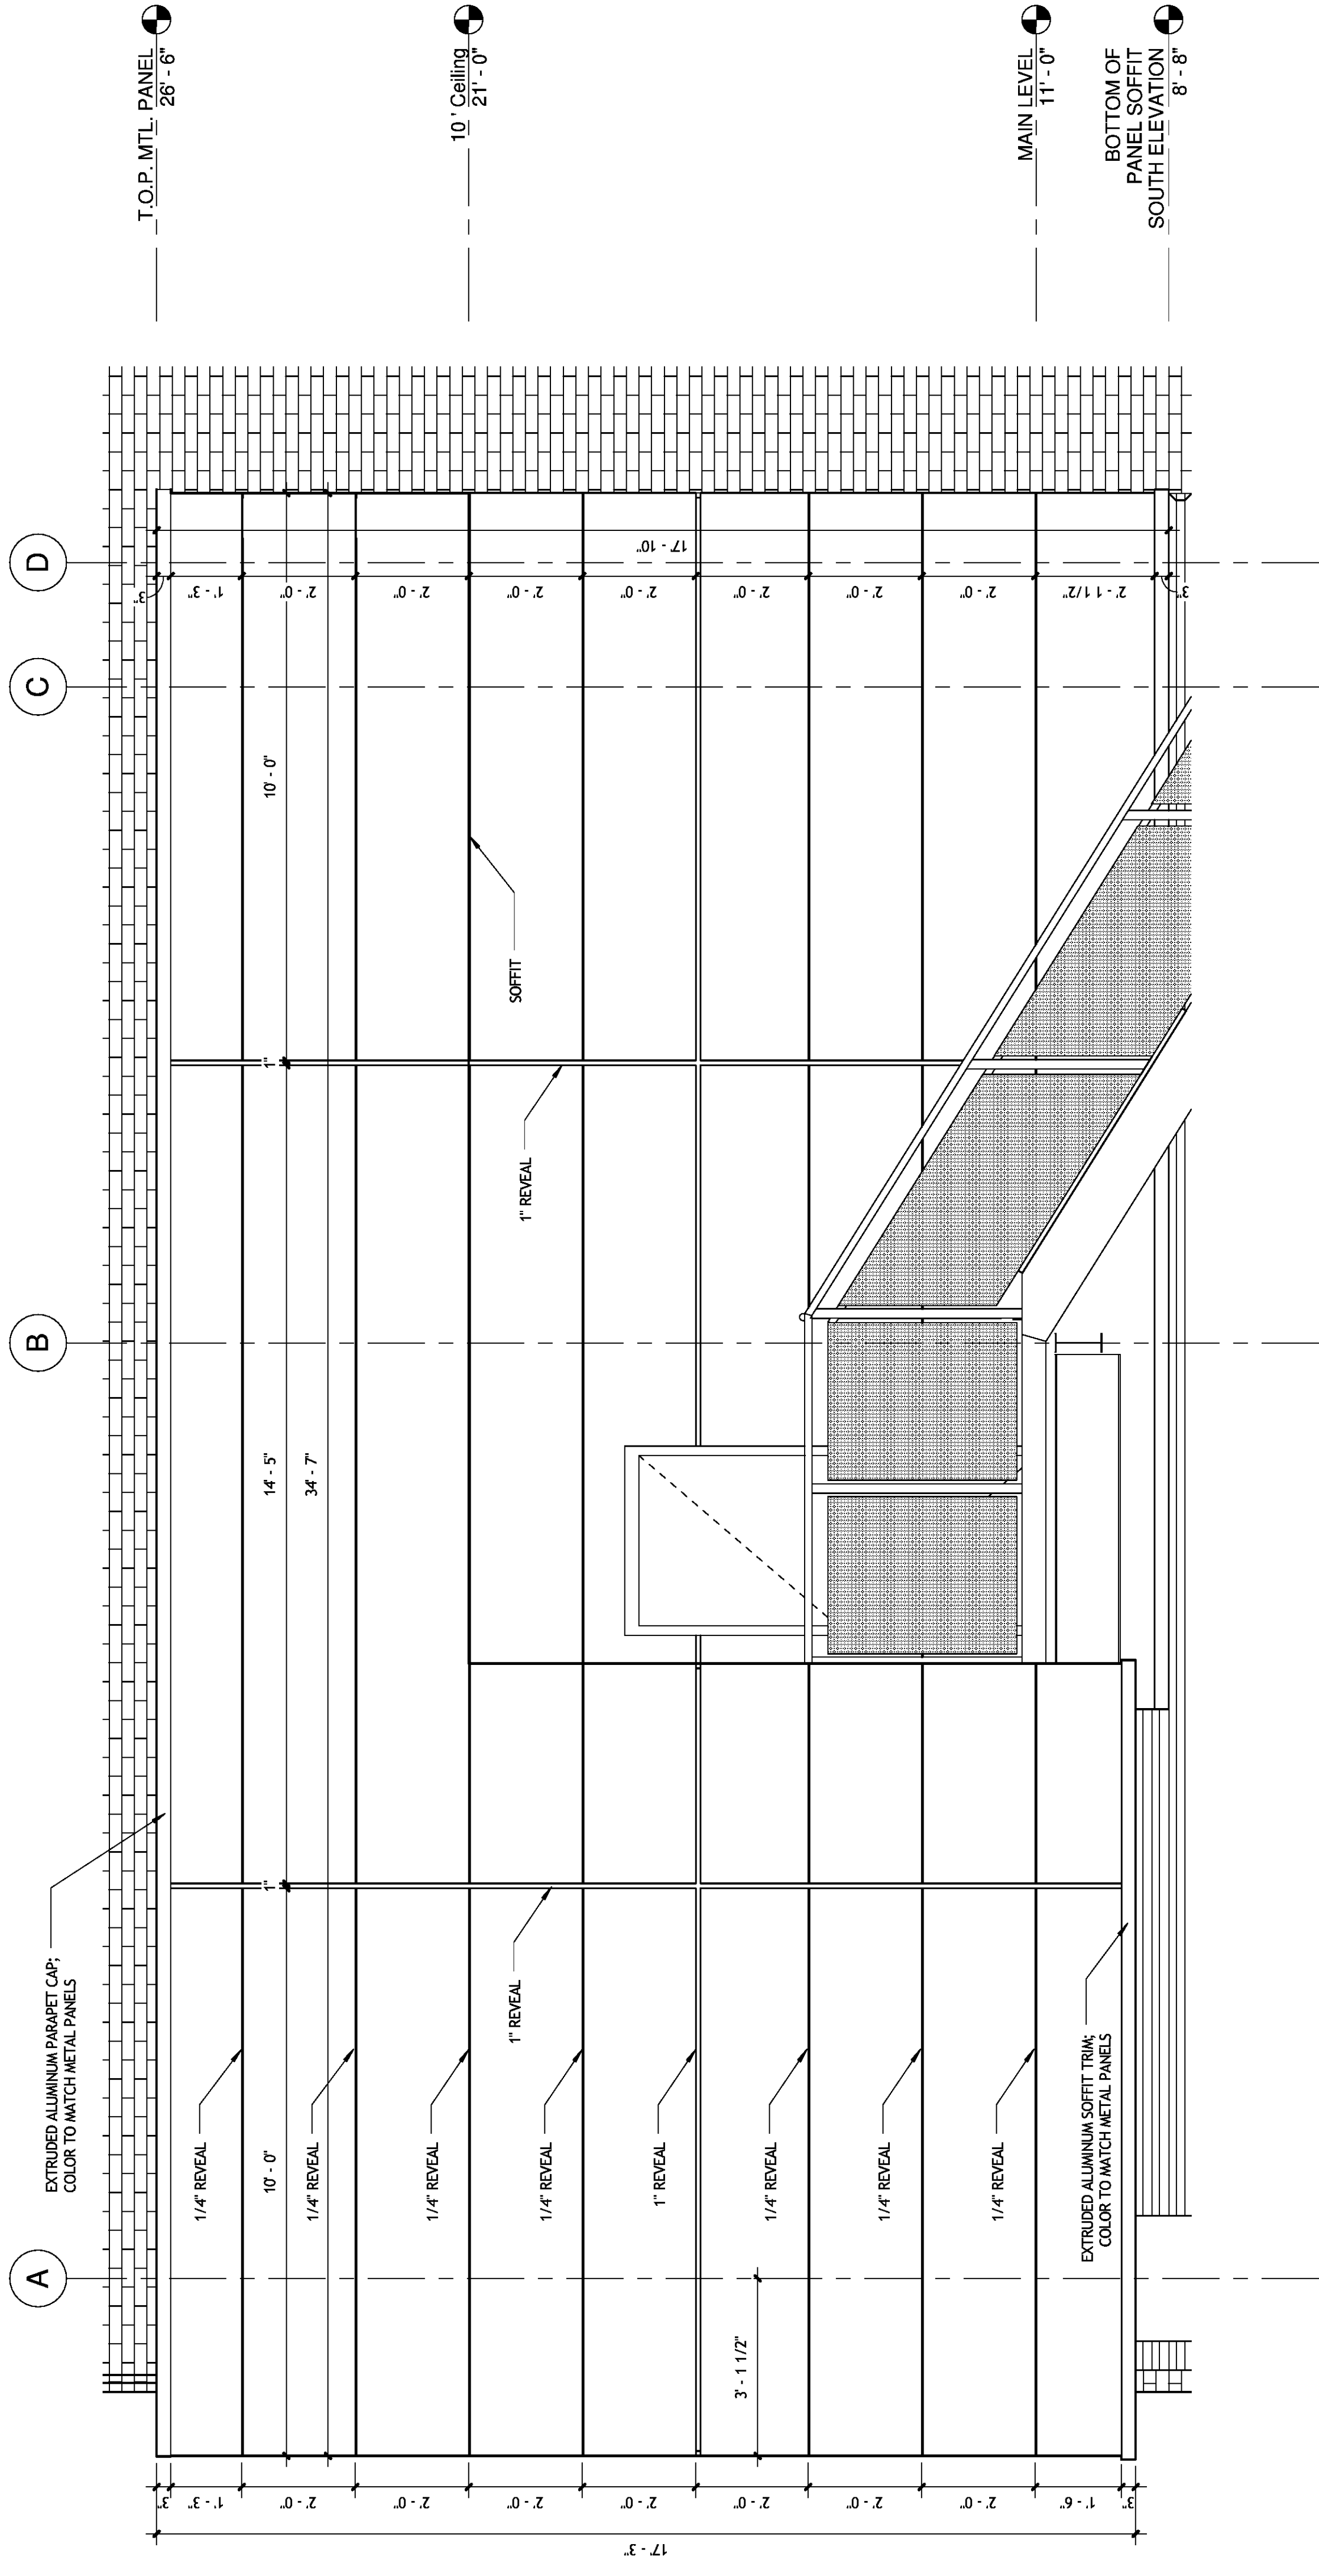 A
B
C
D
EXTRUDED ALUMINUM PARAPET CAP;
COLOR TO MATCH METAL PANELS
T.O.P. MTL. PANEL
26' - 6"
10 ' Ceiling
21' - 0"
MAIN LEVEL
11' - 0"
BOTTOM OF
PANEL SOFFIT
SOUTH ELEVATION
8' - 8"
1/4" REVEAL
1/4" REVEAL
1/4" REVEAL
1/4" REVEAL
1" REVEAL
1/4" REVEAL
1/4" REVEAL
1/4" REVEAL
10' - 0"
1"
14' - 5"
1"
10' - 0"
34' - 7"
1" REVEAL
1" REVEAL
SOFFIT
3' - 1 1/2"
EXTRUDED ALUMINUM SOFFIT TRIM;
COLOR TO MATCH METAL PANELS
17' - 3"
3"
1' - 3"
2' - 0"
2' - 0"
2' - 0"
2' - 0"
2' - 0"
2' - 0"
2' - 0"
1' - 6"
3"
17' - 10"
3"
1' - 3"
2' - 0"
2' - 0"
2' - 0"
2' - 0"
2' - 0"
2' - 0"
2' - 0"
2' - 1 1/2"
3"